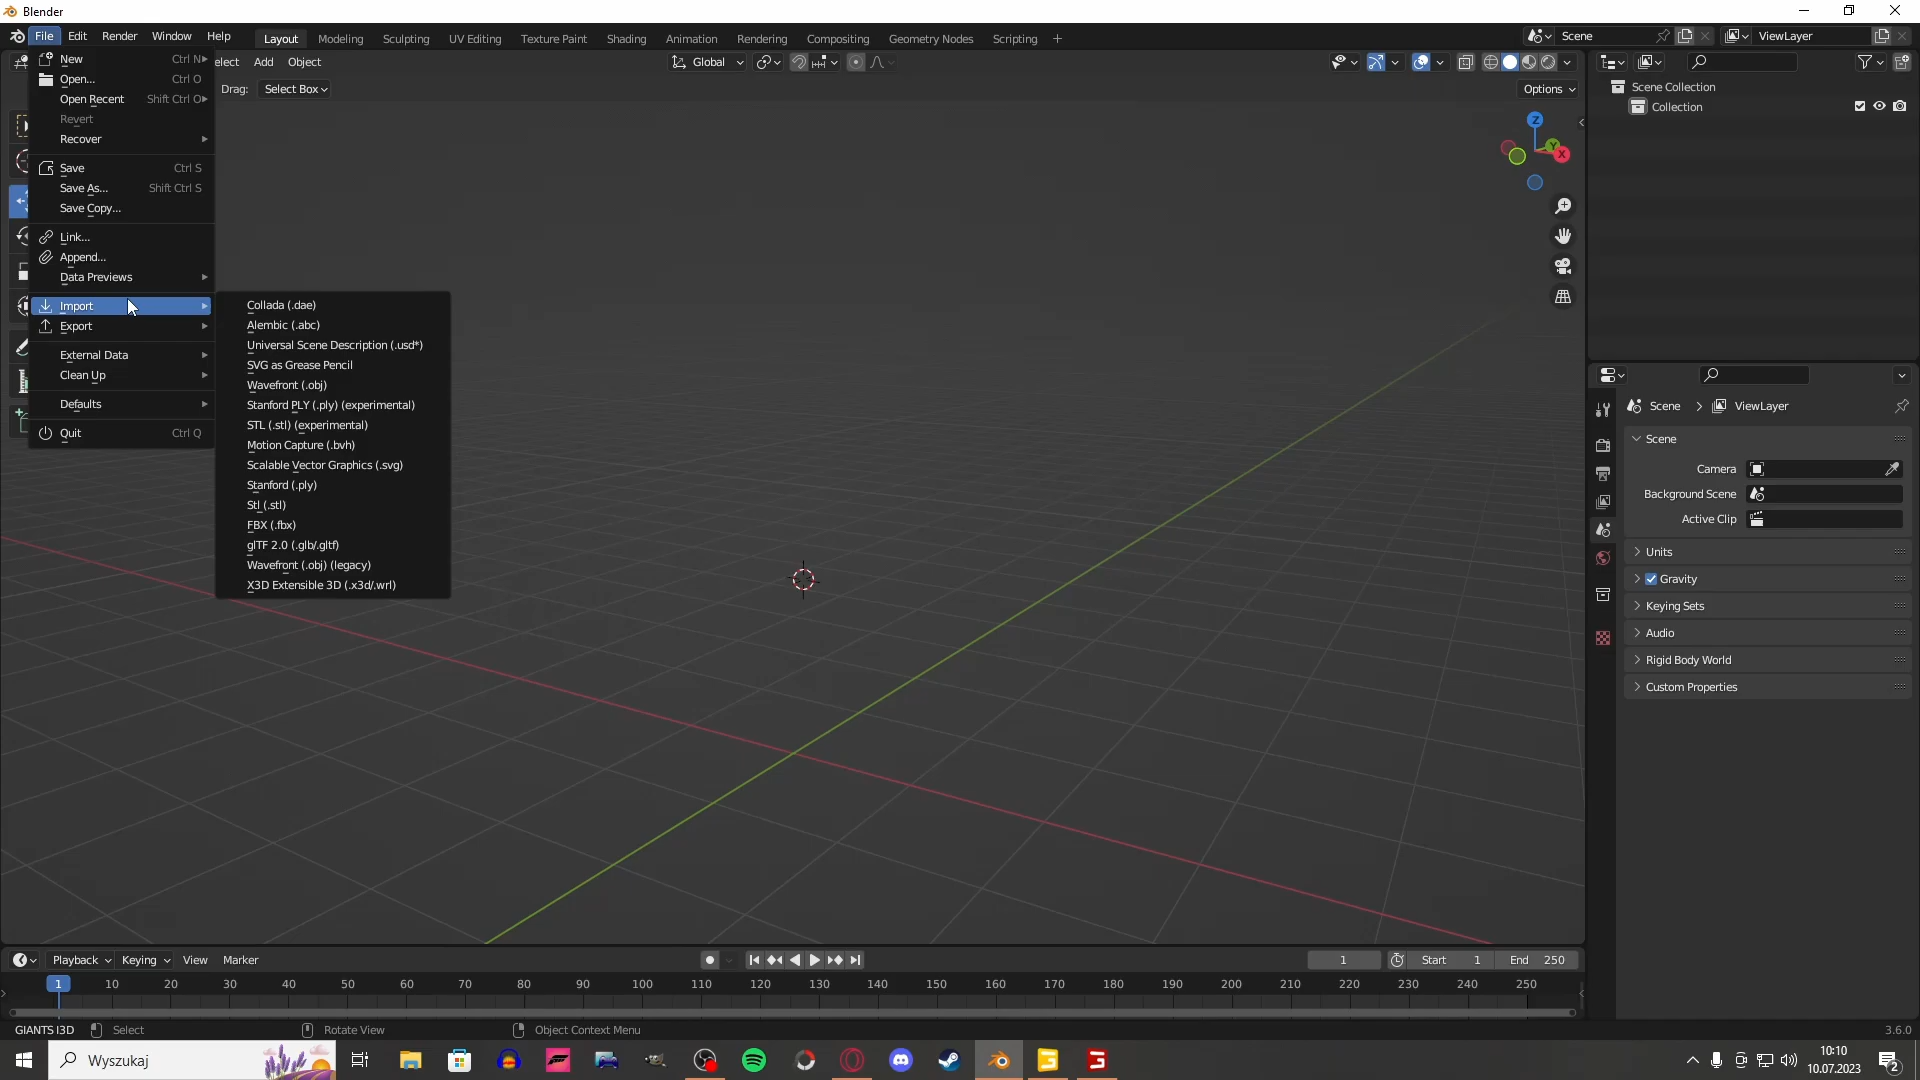 Blender
File Edit Render Window Help Layout Modeling Sculpting UV Editing Texture Paint Shading Animation Rendering Compositing Geometry Nodes Scripting + Scene ViewLayer
elect Add Object Global
Drag: Select Box Options
New Ctrl N
Open... Ctrl O
Open Recent Shift Ctrl O
Revert
Recover
Save Ctrl S
Save As... Shift Ctrl S
Save Copy...
Link...
Append...
Data Previews
Import
Export
External Data
Clean Up
Defaults
Quit Ctrl Q
Collada (.dae)
Alembic (.abc)
Universal Scene Description (.usd*)
SVG as Grease Pencil
Wavefront (.obj)
Stanford PLY (.ply) (experimental)
STL (.stl) (experimental)
Motion Capture (.bvh)
Scalable Vector Graphics (.svg)
Stanford (.ply)
Stl (.stl)
FBX (.fbx)
glTF 2.0 (.glb/.gltf)
Wavefront (.obj) (legacy)
X3D Extensible 3D (.x3d/.wrl)
Z
Y
X
Scene Collection
Collection
Scene > ViewLayer
Scene
Camera
Background Scene
Active Clip
Units
Gravity
Keying Sets
Audio
Rigid Body World
Custom Properties
Playback Keying View Marker 1 Start 1 End 250
1 10 20 30 40 50 60 70 80 90 100 110 120 130 140 150 160 170 180 190 200 210 220 230 240 250
GIANTS I3D Select Rotate View Object Context Menu 3.6.0
Wyszukaj
10:10
10.07.2023
2